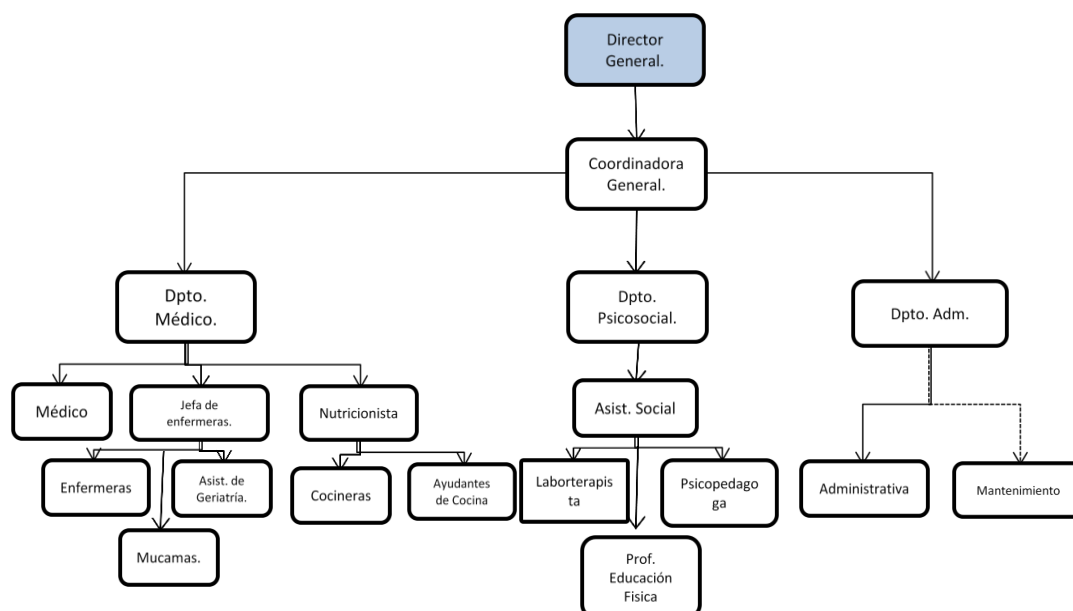 Director
General.
Coordinadora
General.
Dpto.
Médico.
Dpto.
Psicosocial.
Dpto. Adm.
Médico
Jefa de
enfermeras.
Nutricionista
Asist. Social
Enfermeras
Asist. de
Geriatría.
Cocineras
Ayudantes
de Cocina
Laborterapis
ta
Psicopedago
ga
Administrativa
Mantenimiento
Mucamas.
Prof.
Educación
Fisica